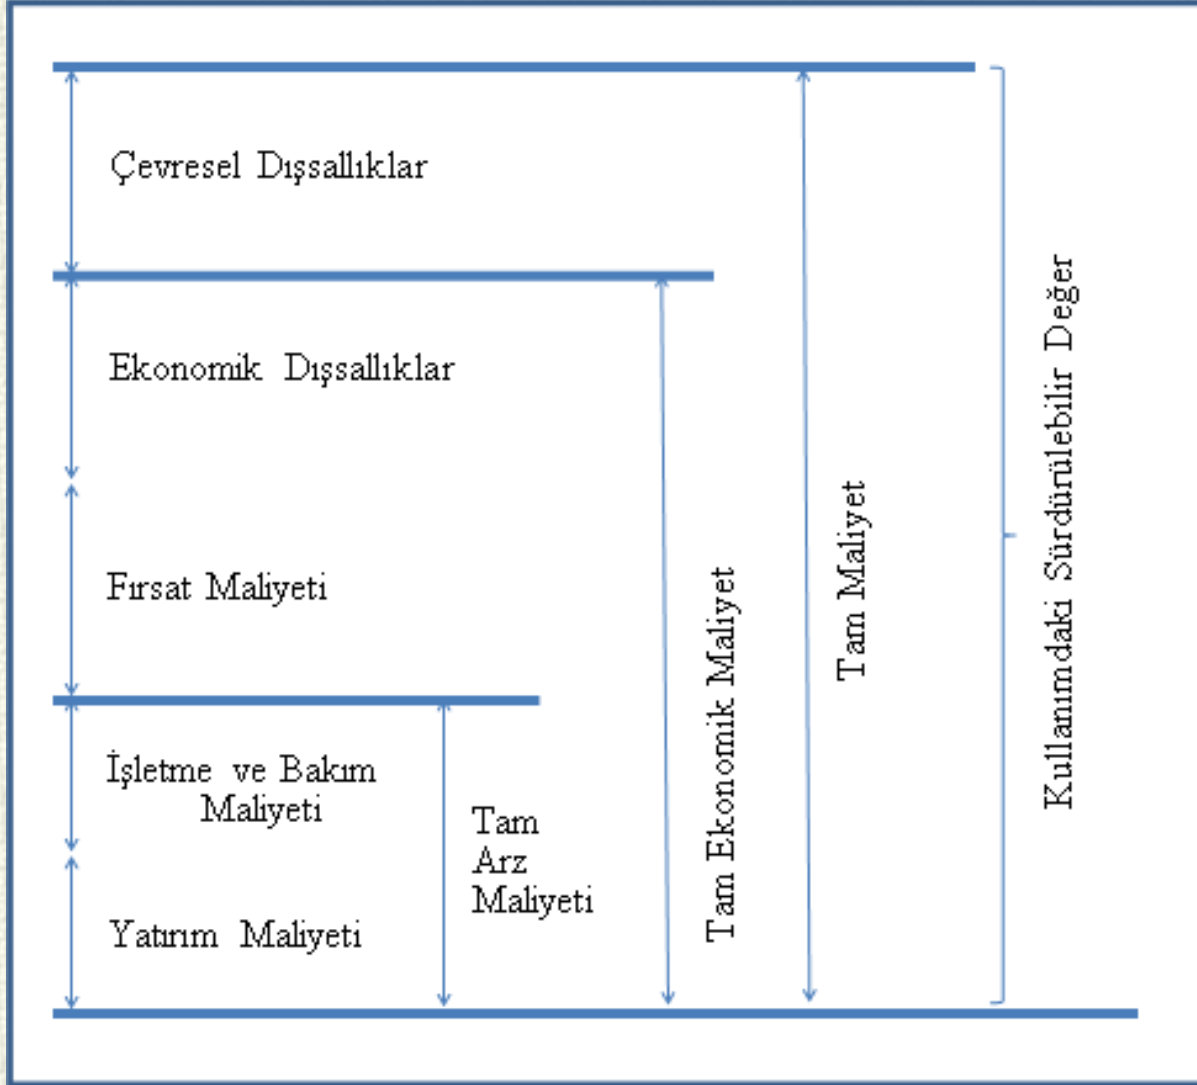 Çevresel Dışsallıklar
Ekonomik Dışsallıklar
Fırsat Maliyeti
İşletme ve Bakım
Maliyeti
Yatırım Maliyeti
Tam
Arz
Maliyeti
Tam Ekonomik Maliyet
Tam Maliyet
Kullanımdaki Sürdürülebilir Değer